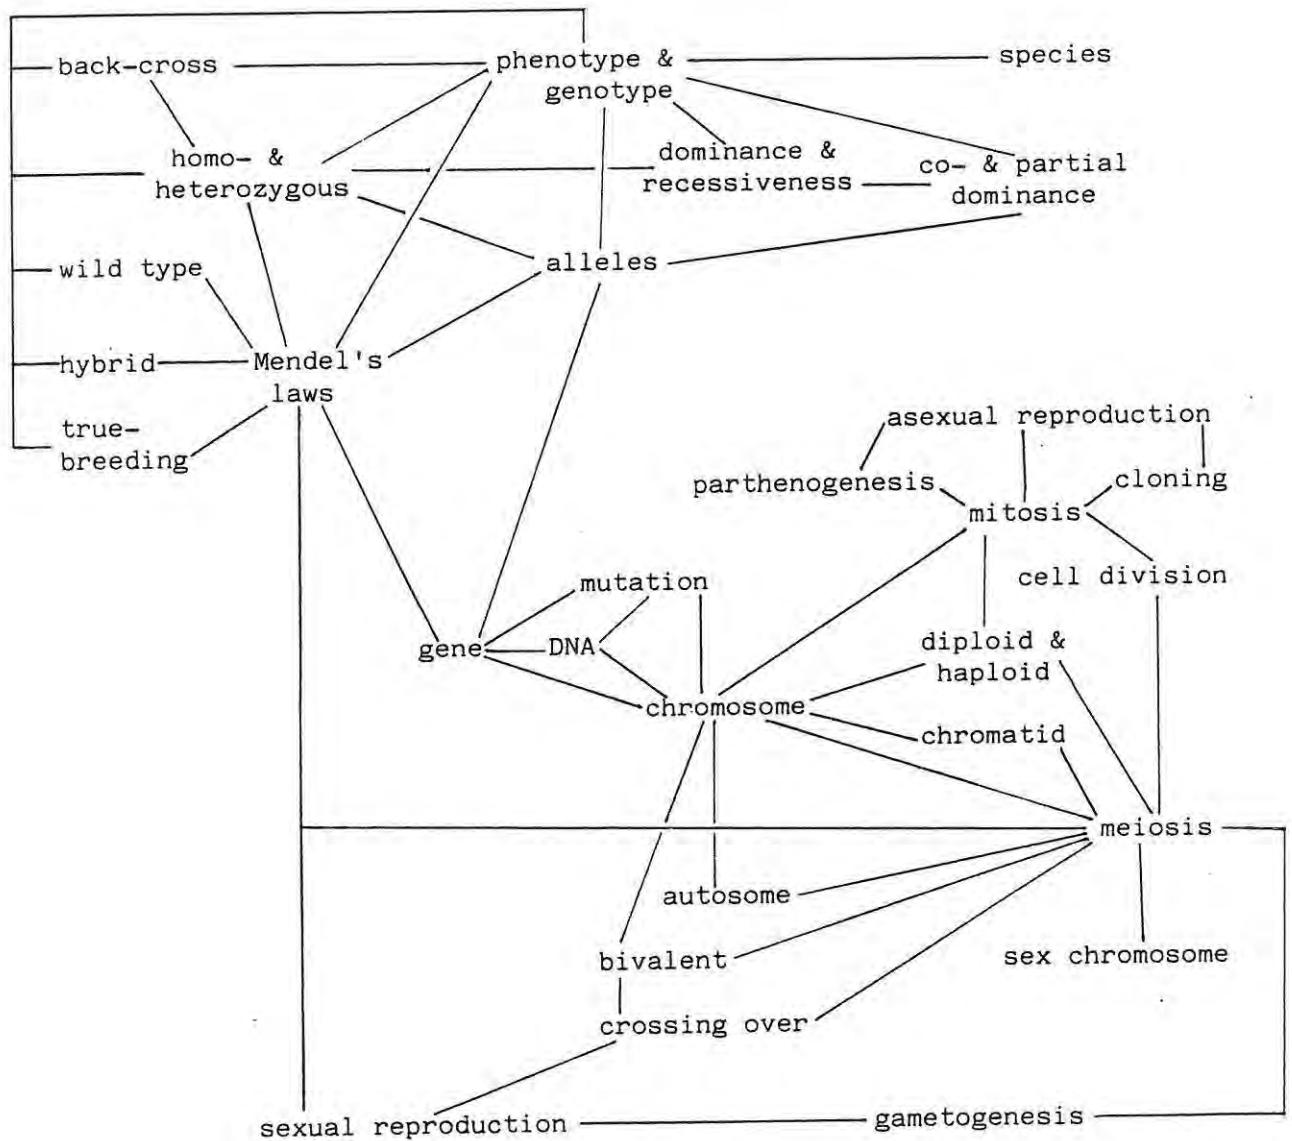 back-cross
phenotype &
genotype
species
homo- &
heterozygous
dominance &
recessiveness
co- & partial
dominance
wild type
alleles
hybrid
Mendel's
laws
true-
breeding
asexual reproduction
parthenogenesis
cloning
mitosis
cell division
mutation
gene
DNA
diploid &
haploid
chromosome
chromatid
meiosis
autosome
bivalent
sex chromosome
crossing over
sexual reproduction
gametogenesis